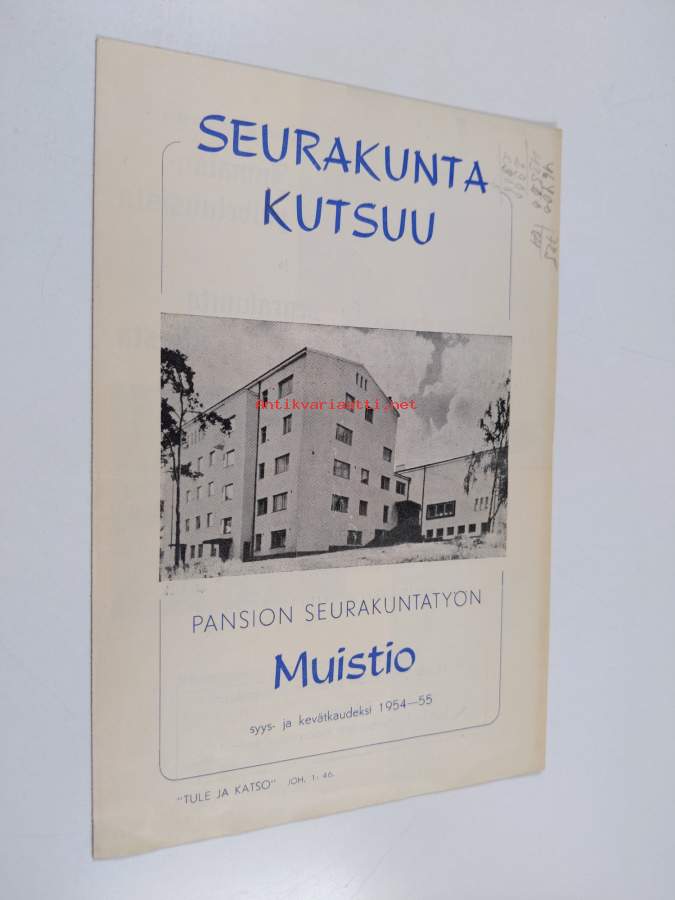 SEURAKUNTA
KUTSUU
Antikvariaatti.net
PANSION SEURAKUNTATYÖN
Muistio
syys- ja kevätkaudeksi 1954—55
"TULE JA KATSO" JOH. 1: 46.